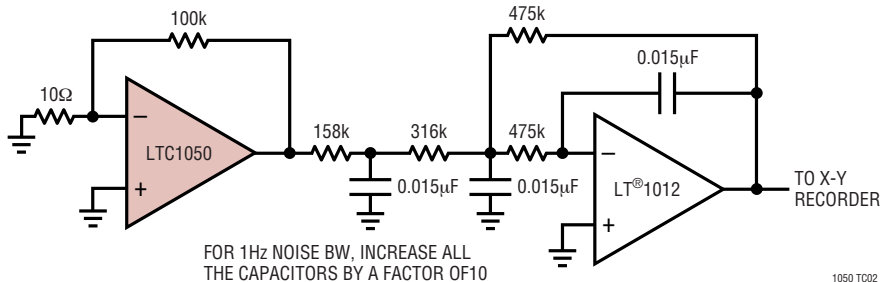 100k
475k
0.015µF
10Ω
−
LTC1050
+
158k
316k
475k
0.015µF
0.015µF
−
LT®1012
+
TO X-Y
RECORDER
FOR 1Hz NOISE BW, INCREASE ALL
THE CAPACITORS BY A FACTOR OF10
1050 TC02